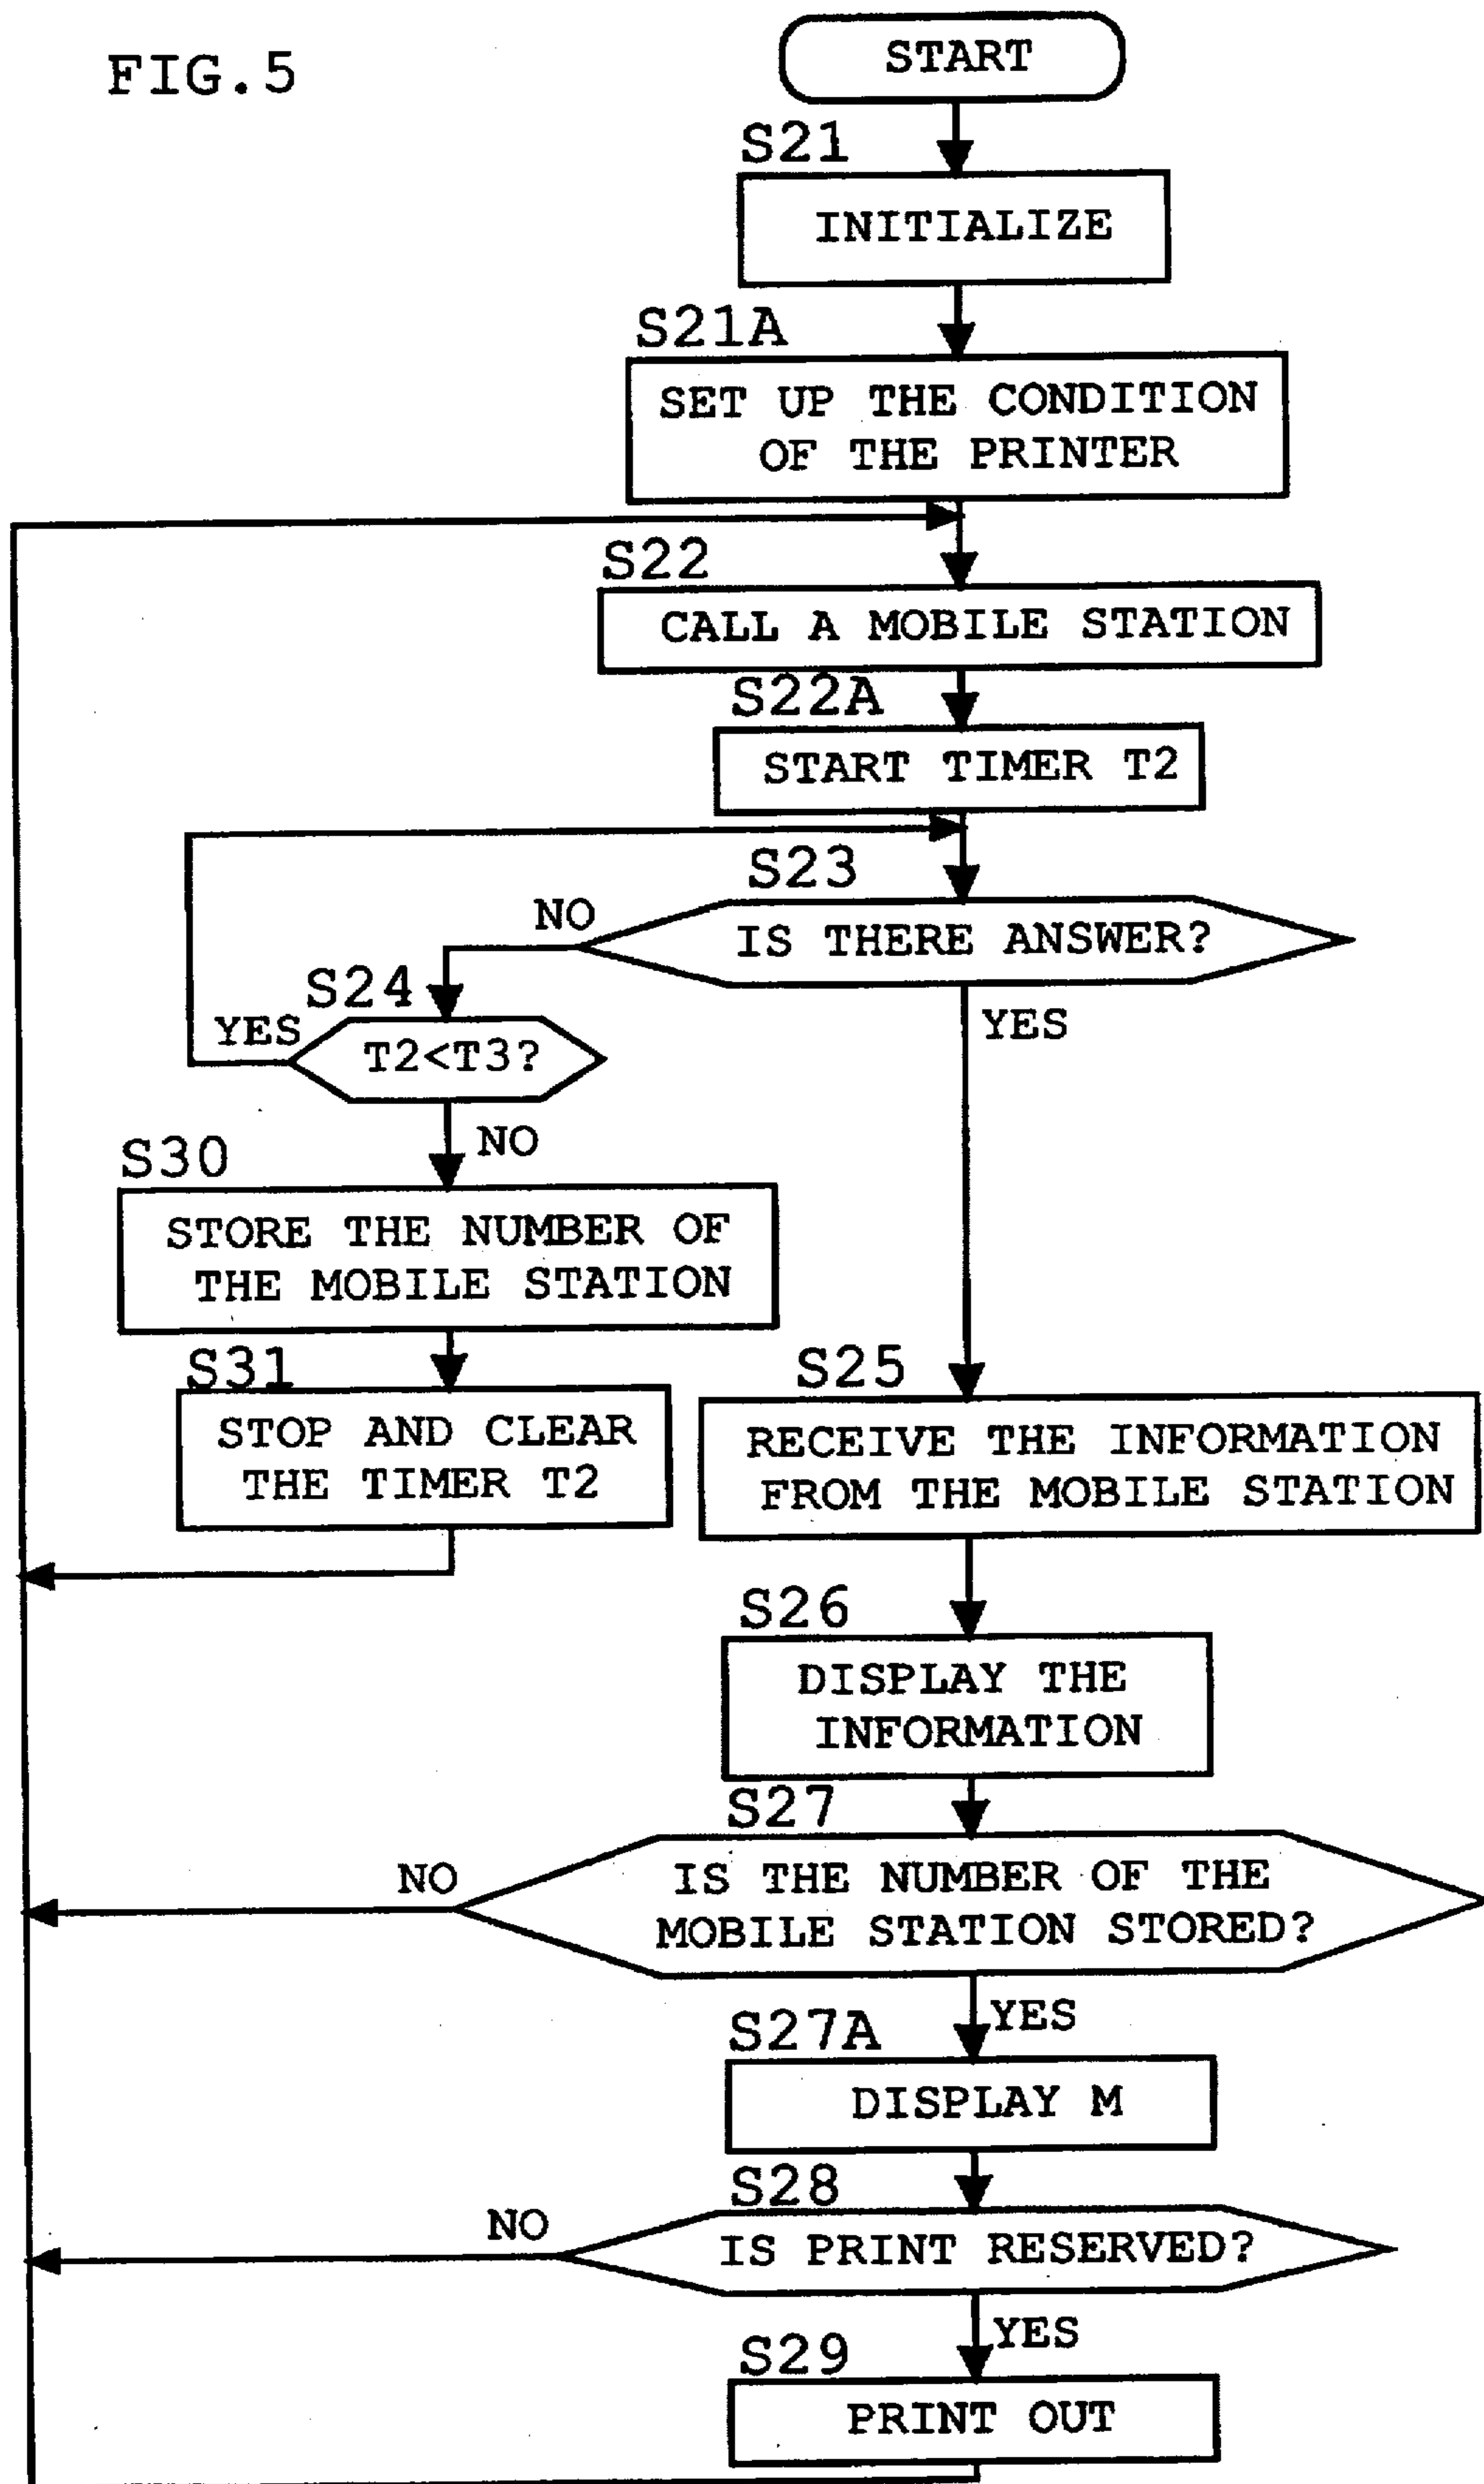 FIG.5
START
S21
INITIALIZE
S21A
SET UP THE CONDITION
OF THE PRINTER
S22
CALL A MOBILE STATION
S22A
START TIMER T2
S23
NO
IS THERE ANSWER?
YES
S24
YES
T2<T3?
NO
S30
STORE THE NUMBER OF
THE MOBILE STATION
S31
STOP AND CLEAR
THE TIMER T2
S25
RECEIVE THE INFORMATION
FROM THE MOBILE STATION
S26
DISPLAY THE
INFORMATION
S27
NO
IS THE NUMBER OF THE
MOBILE STATION STORED?
YES
S27A
DISPLAY M
S28
NO
IS PRINT RESERVED?
YES
S29
PRINT OUT